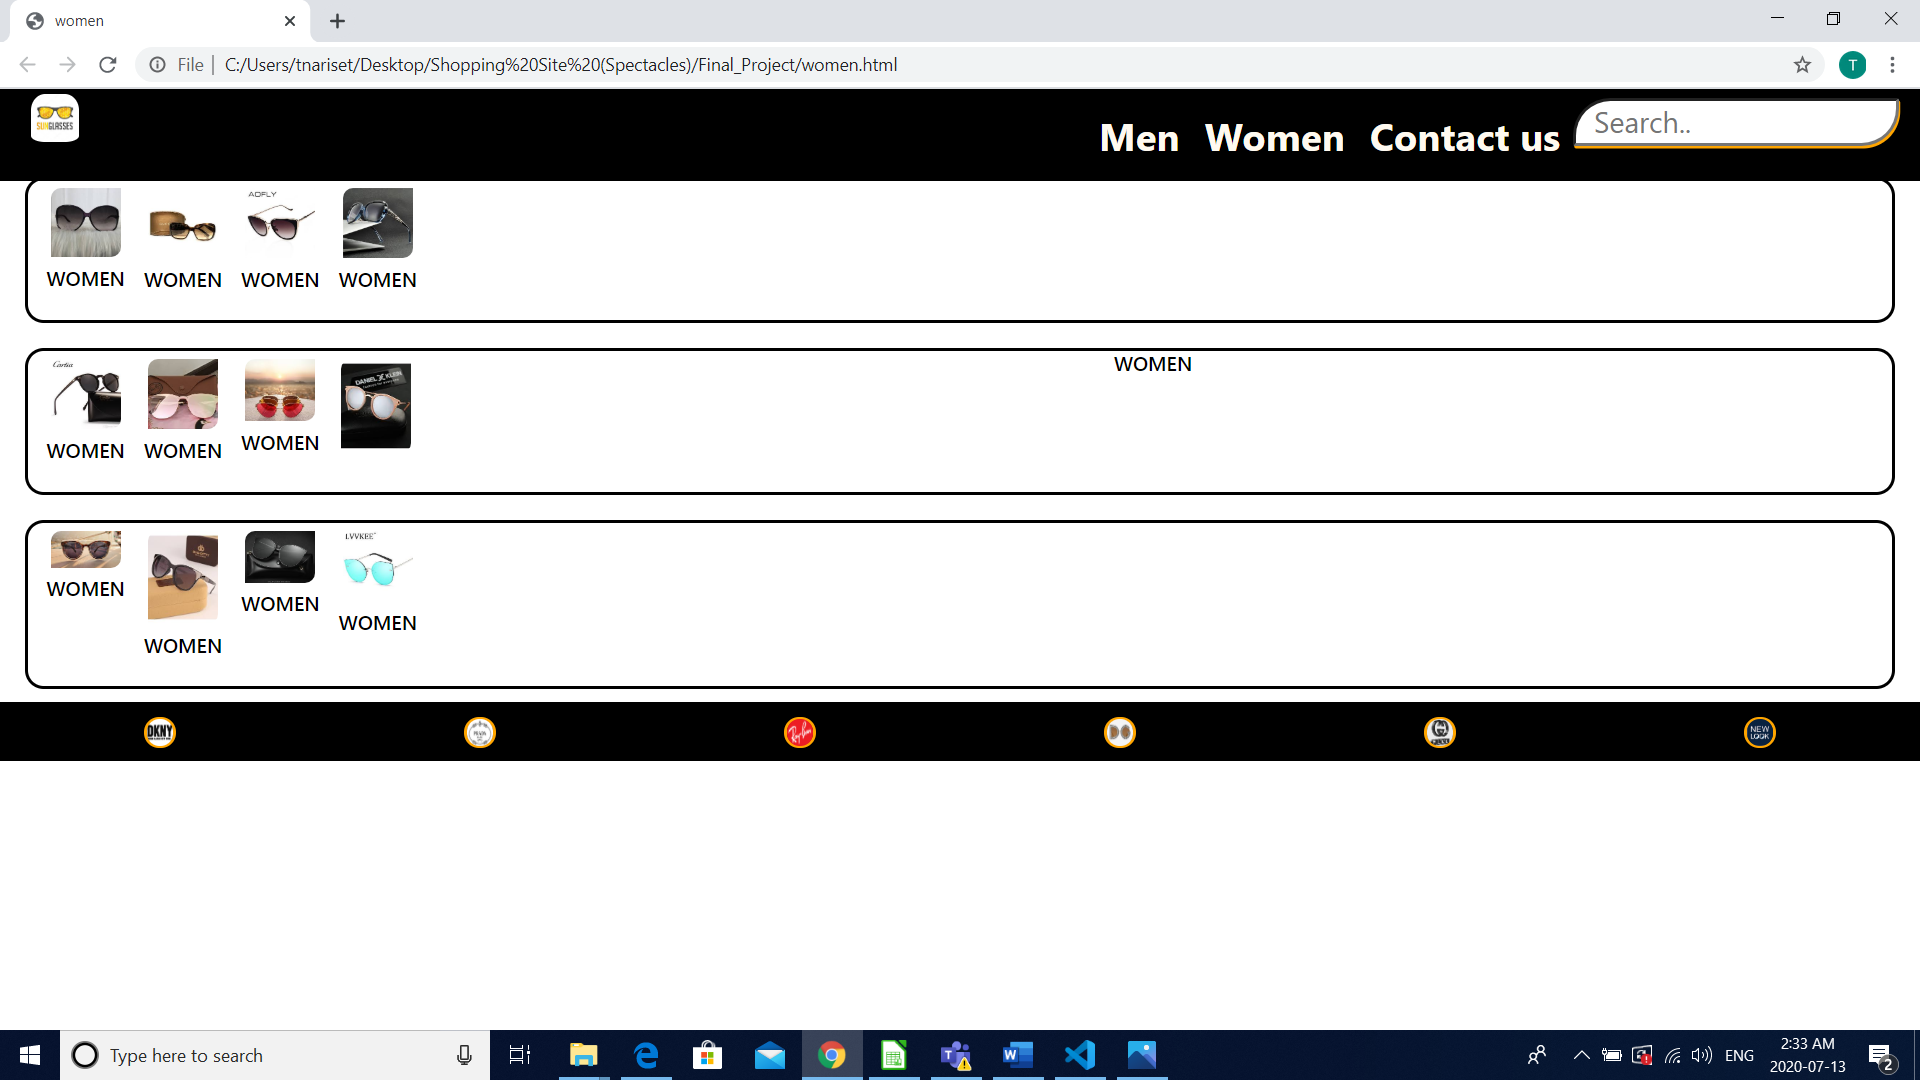 women
File | C:/Users/tnariset/Desktop/Shopping%20Site%20(Spectacles)/Final_Project/women.html
T
SUNGLASSES
Men Women Contact us Search..
AOFLY
WOMEN WOMEN WOMEN WOMEN
Cartier
DANIEL KLEIN
WOMEN
WOMEN WOMEN WOMEN
LVVKEE
WOMEN WOMEN WOMEN WOMEN
DKNY PRADA Ray-Ban DG NEW LOOK
Type here to search
ENG
2:33 AM
2020-07-13
2